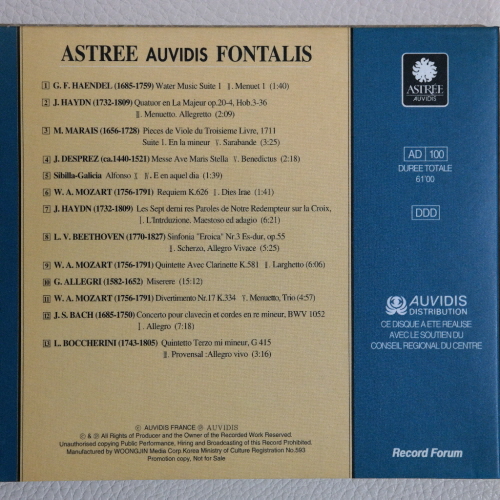 ASTREE AUVIDIS FONTALIS
1 G. F. HAENDEL (1685-1759) Water Music Suite 1 Ⅱ. Menuet 1 (1:40)
2 J. HAYDN (1732-1809) Quatuor en La Majeur op.20-4, Hob.3-36
Ⅱ. Menuetto. Allegretto (2:09)
3 M. MARAIS (1656-1728) Pieces de Viole du Troisieme Livre, 1711
Suite 1. En la mineur Ⅴ. Sarabande (3:25)
4 J. DESPREZ (ca.1440-1521) Messe Ave Maris Stella Ⅴ. Benedictus (2:18)
5 Sibilla-Galicia Alfonso Ⅹ Ⅳ. E en aquel dia (1:39)
6 W. A. MOZART (1756-1791) Requiem K.626 Ⅱ. Dies Irae (1:41)
7 J. HAYDN (1732-1809) Les Sept derni res Paroles de Notre Redempteur sur la Croix,
Ⅰ. L'Intrduzione. Maestoso ed adagio (6:21)
8 L. V. BEETHOVEN (1770-1827) Sinfonia "Eroica" Nr.3 Es-dur, op.55
Ⅲ. Scherzo, Allegro Vivace (5:25)
9 W. A. MOZART (1756-1791) Quintette Avec Clarinette K.581 Ⅱ. Larghetto (6:06)
10 G. ALLEGRI (1582-1652) Miserere (15:12)
11 W. A. MOZART (1756-1791) Divertimento Nr.17 K.334 Ⅴ. Menuetto, Trio (4:57)
12 J. S. BACH (1685-1750) Concerto pour clavecin et cordes en re mineur, BWV 1052
Ⅰ. Allegro (7:18)
13 L. BOCCHERINI (1743-1805) Quintetto Terzo mi mineur, G 415
Ⅲ. Provensal :Allegro vivo (3:16)
Ⓒ AUVIDIS FRANCE Ⓟ AUVIDIS
Ⓒ & Ⓟ All Rights of Producer and the Owner of the Recorded Work Reserved.
Unauthorised copying Public Performance, Hiring and Broadcasting of this Record Prohibited.
Manufactured by WOONGJIN Media Corp.Korea Ministry of Culture Registration No.593
Promotion copy, Not for Sale
ASTRÉE
AUVIDIS
AD 100
DUREE TOTALE
61'00
DDD
AUVIDIS
DISTRIBUTION
CE DISQUE A ETE REALISE
AVEC LE SOUTIEN DU
CONSEIL REGIONAL DU CENTRE
Record Forum